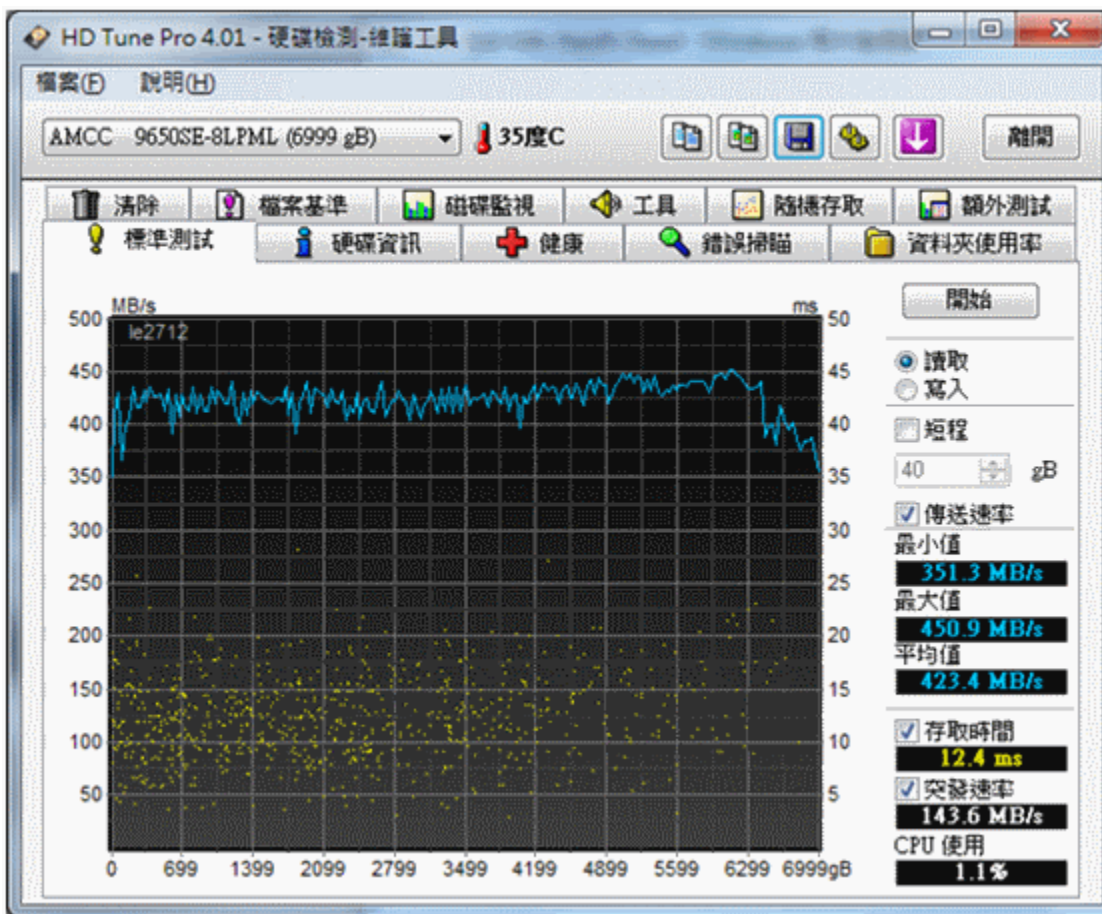 HD Tune Pro 4.01 - 硬碟檢測-維護工具
檔案(F) 說明(H)
AMCC 9650SE-8LPML (6999 gB) 35度C 離開
清除 檔案基準 磁碟監視 工具 隨機存取 額外測試
標準測試 硬碟資訊 健康 錯誤掃瞄 資料夾使用率
MB/s ms
le2712
500 50
450 45
400 40
350 35
300 30
250 25
200 20
150 15
100 10
50 5
0 699 1399 2099 2799 3499 4199 4899 5599 6299 6999gB
開始
讀取
寫入
短程
40 gB
傳送速率
最小值
351.3 MB/s
最大值
450.9 MB/s
平均值
423.4 MB/s
存取時間
12.4 ms
突發速率
143.6 MB/s
CPU 使用
1.1%